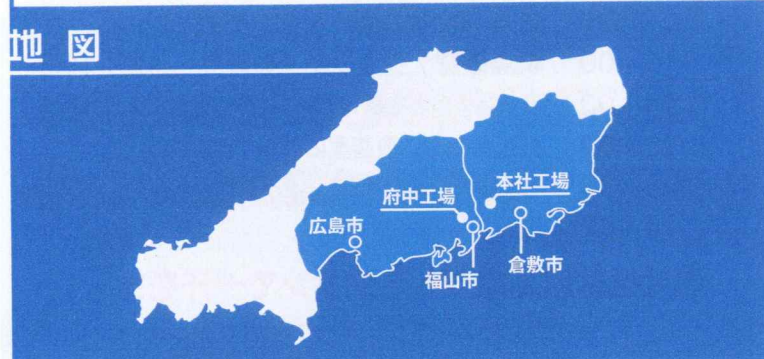 地図
本社工場
府中工場
広島市
倉敷市
福山市